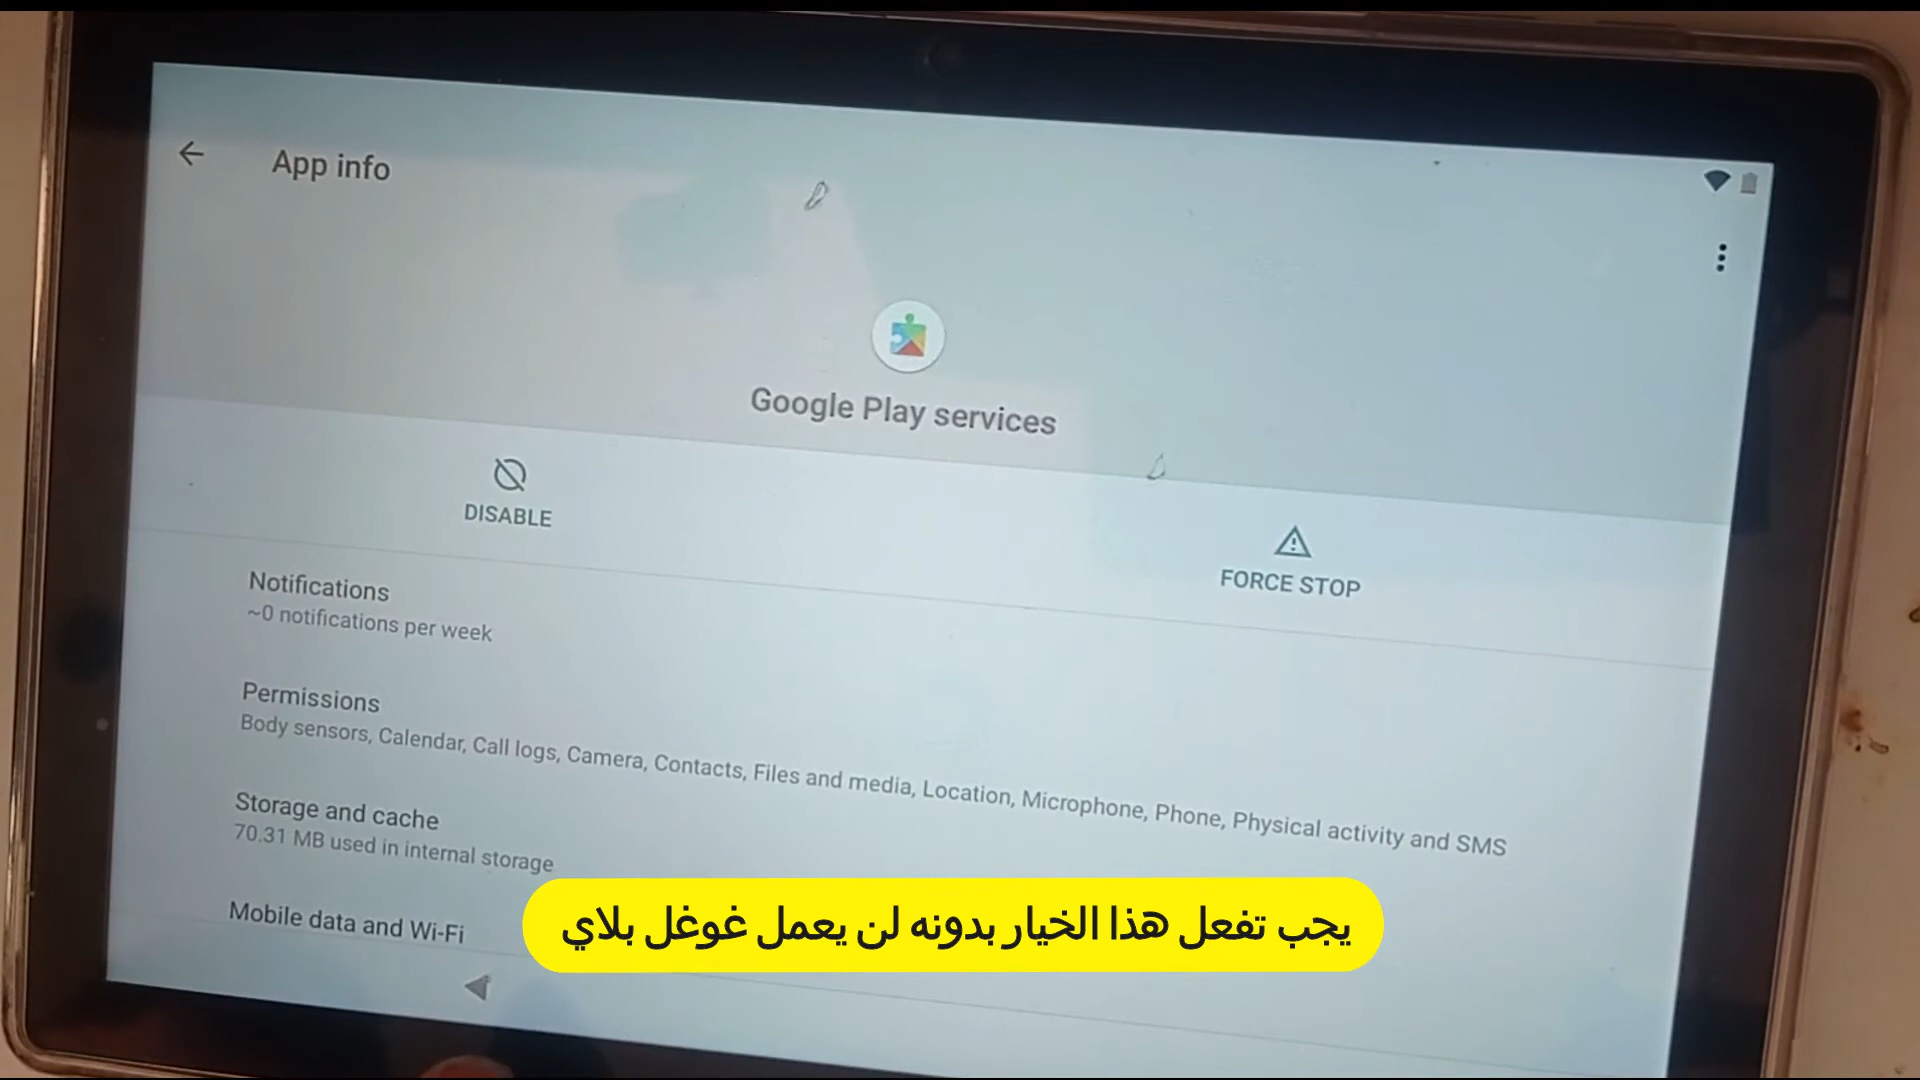 App info
Google Play services
DISABLE
FORCE STOP
Notifications
~0 notifications per week
Permissions
Body sensors, Calendar, Call logs, Camera, Contacts, Files and media, Location, Microphone, Phone, Physical activity and SMS
Storage and cache
70.31 MB used in internal storage
Mobile data and Wi-Fi
يجب تفعل هذا الخيار بدونه لن يعمل غوغل بلاي